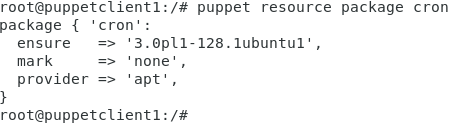 root@puppetclient1:/# puppet resource package cron
package { 'cron':
  ensure   => '3.0pl1-128.1ubuntu1',
  mark     => 'none',
  provider => 'apt',
}
root@puppetclient1:/#